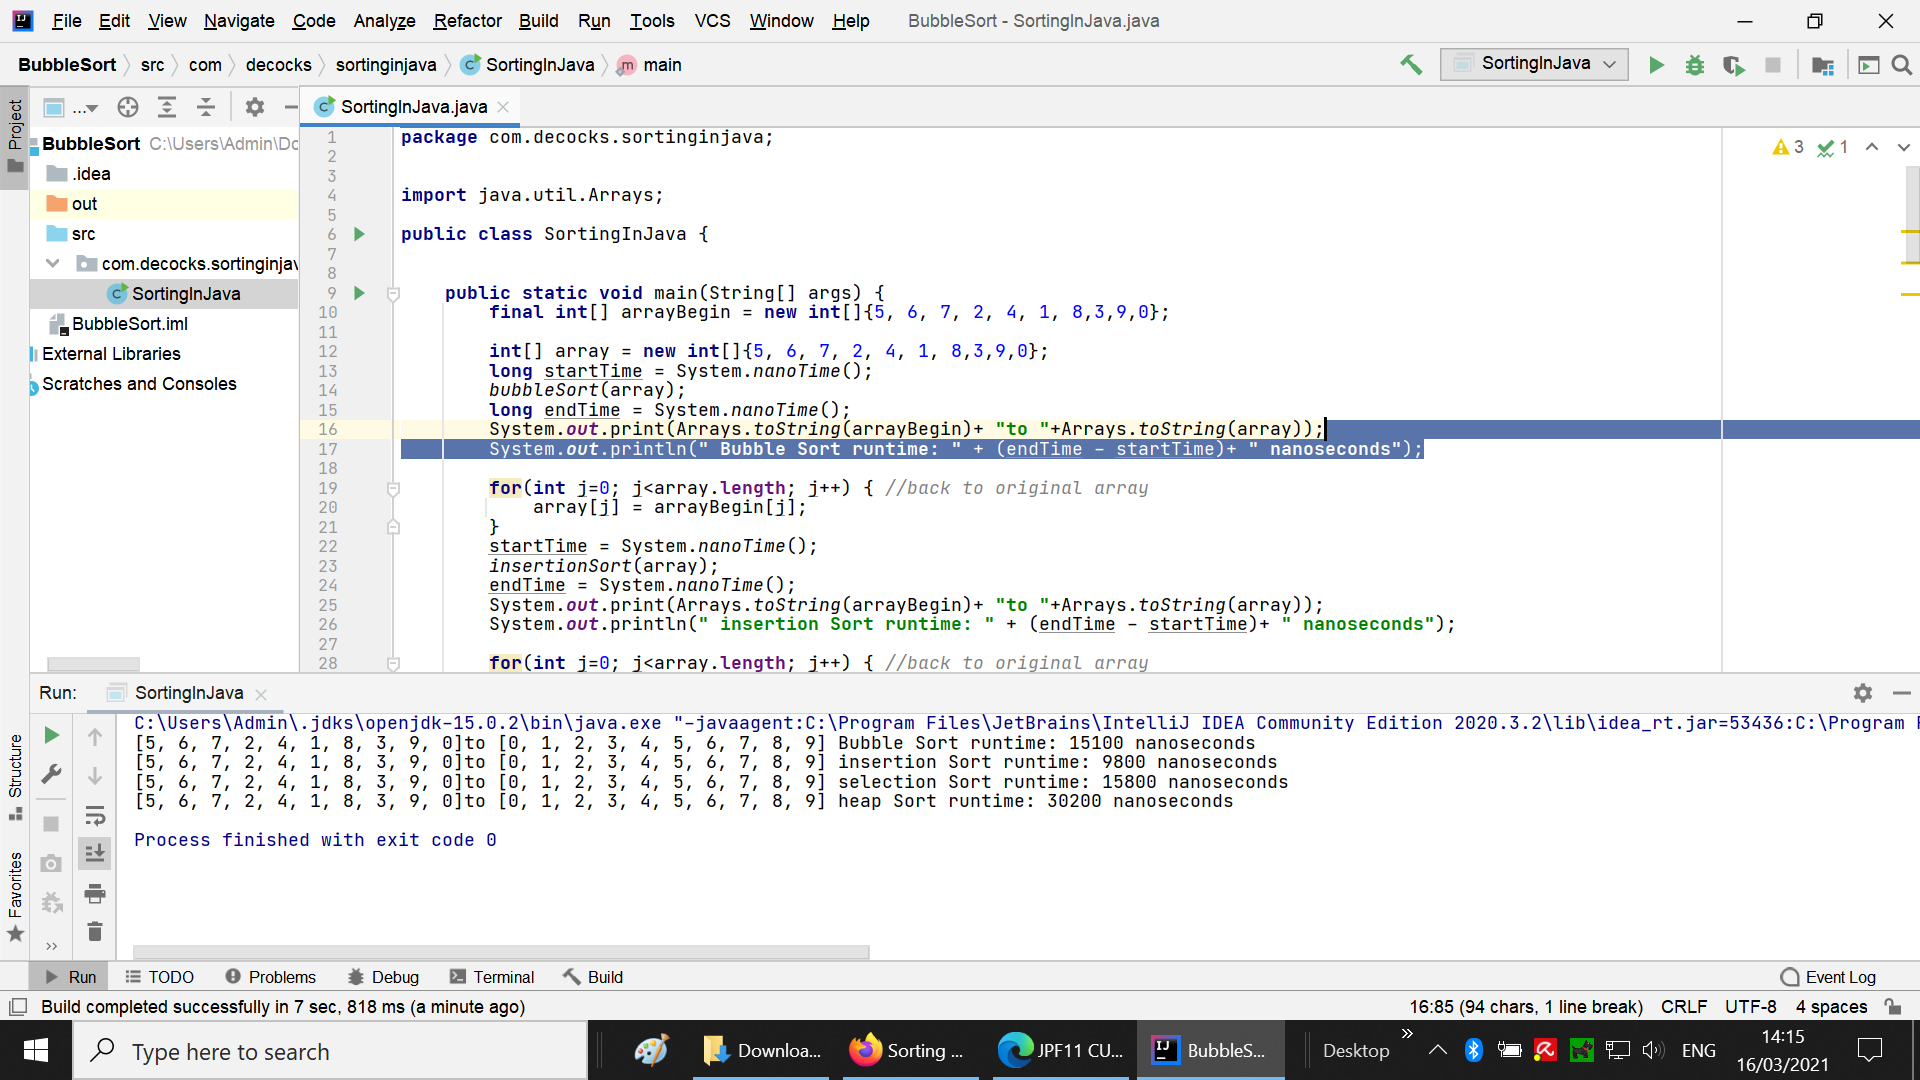 File Edit View Navigate Code Analyze Refactor Build Run Tools VCS Window Help BubbleSort - SortingInJava.java
BubbleSort src com decocks sortinginjava SortingInJava main SortingInJava
Project
... SortingInJava.java
BubbleSort C:\Users\Admin\Do
.idea
out
src
com.decocks.sortinginjav
SortingInJava
BubbleSort.iml
External Libraries
Scratches and Consoles
3 1
1 package com.decocks.sortinginjava;
2
3
4 import java.util.Arrays;
5
6 public class SortingInJava {
7
8
9 public static void main(String[] args) {
10 final int[] arrayBegin = new int[]{5, 6, 7, 2, 4, 1, 8,3,9,0};
11
12 int[] array = new int[]{5, 6, 7, 2, 4, 1, 8,3,9,0};
13 long startTime = System.nanoTime();
14 bubbleSort(array);
15 long endTime = System.nanoTime();
16 System.out.print(Arrays.toString(arrayBegin)+ "to "+Arrays.toString(array));
17 System.out.println(" Bubble Sort runtime: " + (endTime - startTime)+ " nanoseconds");
18
19 for(int j=0; j<array.length; j++) { //back to original array
20 array[j] = arrayBegin[j];
21 }
22 startTime = System.nanoTime();
23 insertionSort(array);
24 endTime = System.nanoTime();
25 System.out.print(Arrays.toString(arrayBegin)+ "to "+Arrays.toString(array));
26 System.out.println(" insertion Sort runtime: " + (endTime - startTime)+ " nanoseconds");
27
28 for(int j=0; j<array.length; j++) { //back to original array
Run: SortingInJava
C:\Users\Admin\.jdks\openjdk-15.0.2\bin\java.exe "-javaagent:C:\Program Files\JetBrains\IntelliJ IDEA Community Edition 2020.3.2\lib\idea_rt.jar=53436:C:\Program F
[5, 6, 7, 2, 4, 1, 8, 3, 9, 0]to [0, 1, 2, 3, 4, 5, 6, 7, 8, 9] Bubble Sort runtime: 15100 nanoseconds
[5, 6, 7, 2, 4, 1, 8, 3, 9, 0]to [0, 1, 2, 3, 4, 5, 6, 7, 8, 9] insertion Sort runtime: 9800 nanoseconds
[5, 6, 7, 2, 4, 1, 8, 3, 9, 0]to [0, 1, 2, 3, 4, 5, 6, 7, 8, 9] selection Sort runtime: 15800 nanoseconds
[5, 6, 7, 2, 4, 1, 8, 3, 9, 0]to [0, 1, 2, 3, 4, 5, 6, 7, 8, 9] heap Sort runtime: 30200 nanoseconds
Process finished with exit code 0
Structure
Favorites
Run TODO Problems Debug Terminal Build Event Log
Build completed successfully in 7 sec, 818 ms (a minute ago) 16:85 (94 chars, 1 line break) CRLF UTF-8 4 spaces
Type here to search Downloa... Sorting ... JPF11 CU... BubbleS... Desktop ENG 14:15
16/03/2021